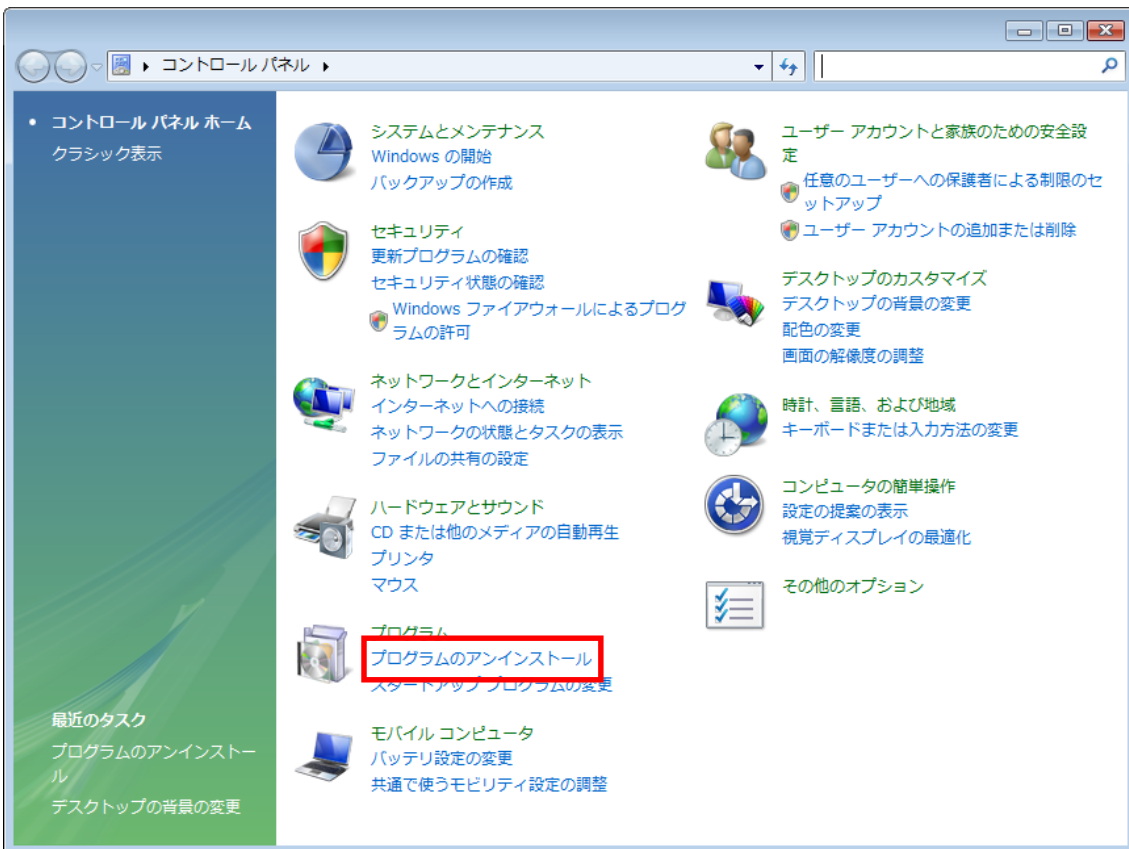 コントロール パネル
コントロール パネル ホーム
クラシック表示
システムとメンテナンス
Windows の開始
バックアップの作成
セキュリティ
更新プログラムの確認
セキュリティ状態の確認
Windows ファイアウォールによるプログ
ラムの許可
ネットワークとインターネット
インターネットへの接続
ネットワークの状態とタスクの表示
ファイルの共有の設定
ハードウェアとサウンド
CD または他のメディアの自動再生
プリンタ
マウス
プログラム
プログラムのアンインストール
スタートアップ プログラムの変更
モバイル コンピュータ
バッテリ設定の変更
共通で使うモビリティ設定の調整
ユーザー アカウントと家族のための安全設
定
任意のユーザーへの保護者による制限のセ
ットアップ
ユーザー アカウントの追加または削除
デスクトップのカスタマイズ
デスクトップの背景の変更
配色の変更
画面の解像度の調整
時計、言語、および地域
キーボードまたは入力方法の変更
コンピュータの簡単操作
設定の提案の表示
視覚ディスプレイの最適化
その他のオプション
最近のタスク
プログラムのアンインストー
ル
デスクトップの背景の変更